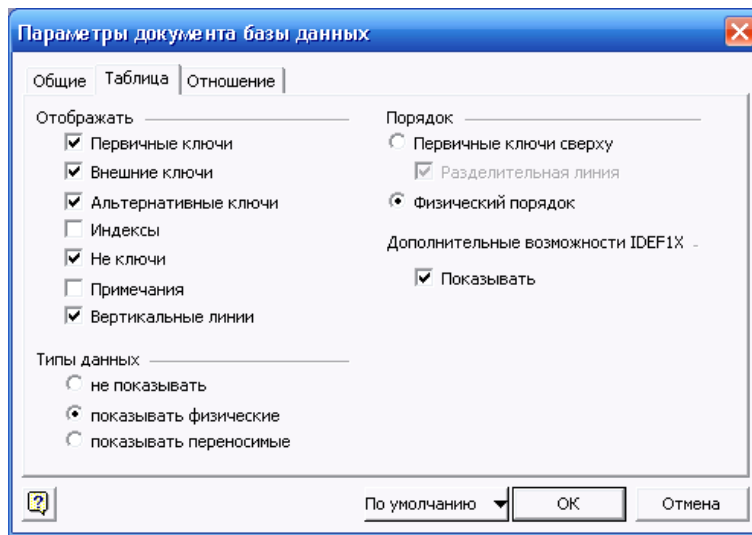 Параметры документа базы данных
Общие Таблица Отношение
Отображать
Первичные ключи
Внешние ключи
Альтернативные ключи
Индексы
Не ключи
Примечания
Вертикальные линии
Типы данных
не показывать
показывать физические
показывать переносимые
Порядок
Первичные ключи сверху
Разделительная линия
Физический порядок
Дополнительные возможности IDEF1X
Показывать
По умолчанию ОК Отмена